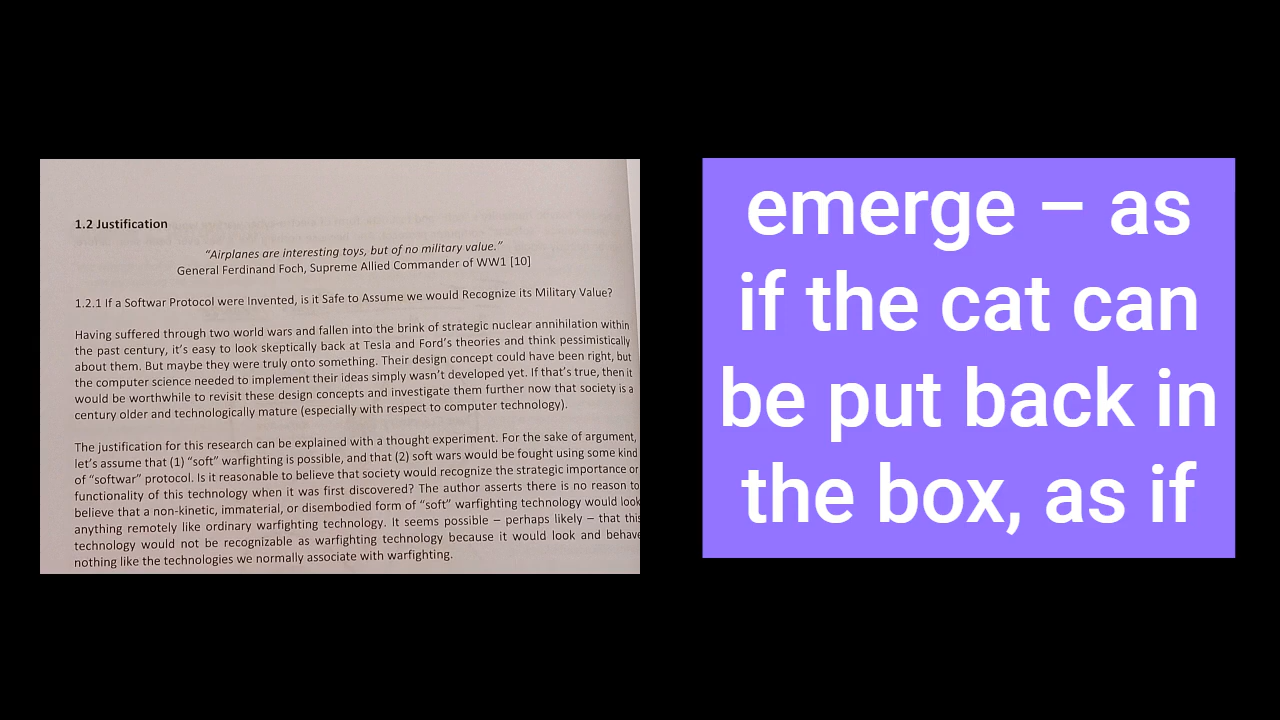 1.2 Justification
“Airplanes are interesting toys, but of no military value.”
General Ferdinand Foch, Supreme Allied Commander of WW1 [10]
1.2.1 If a Softwar Protocol were Invented, is it Safe to Assume we would Recognize its Military Value?
Having suffered through two world wars and fallen into the brink of strategic nuclear annihilation within
the past century, it’s easy to look skeptically back at Tesla and Ford’s theories and think pessimistically
about them. But maybe they were truly onto something. Their design concept could have been right, but
the computer science needed to implement their ideas simply wasn’t developed yet. If that’s true, then it
would be worthwhile to revisit these design concepts and investigate them further now that society is a
century older and technologically mature (especially with respect to computer technology).
The justification for this research can be explained with a thought experiment. For the sake of argument,
let’s assume that (1) “soft” warfighting is possible, and that (2) soft wars would be fought using some kind
of “softwar” protocol. Is it reasonable to believe that society would recognize the strategic importance or
functionality of this technology when it was first discovered? The author asserts there is no reason to
believe that a non-kinetic, immaterial, or disembodied form of “soft” warfighting technology would look
anything remotely like ordinary warfighting technology. It seems possible – perhaps likely – that this
technology would not be recognizable as warfighting technology because it would look and behave
nothing like the technologies we normally associate with warfighting.
emerge – as
if the cat can
be put back in
the box, as if